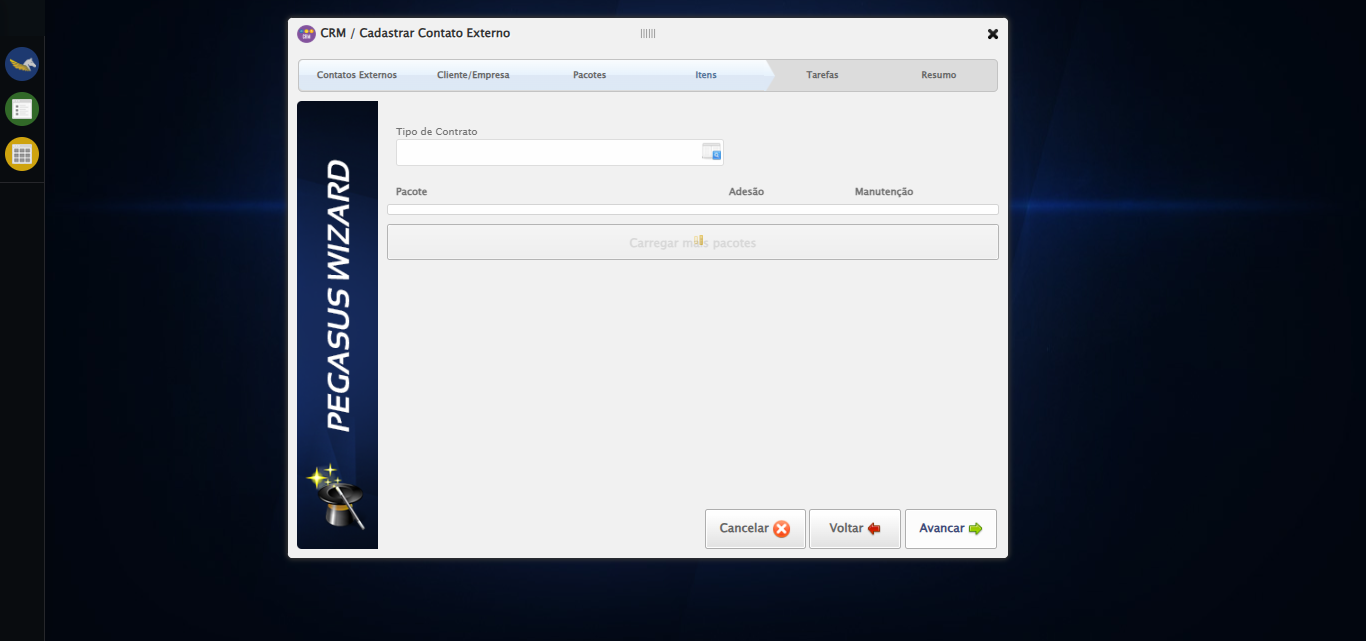 CRM / Cadastrar Contato Externo
Contatos Externos
Cliente/Empresa
Pacotes
Itens
Tarefas
Resumo
PEGASUS WIZARD
Tipo de Contrato
Pacote
Adesão
Manutenção
Carregar mais pacotes
Cancelar
Voltar
Avancar